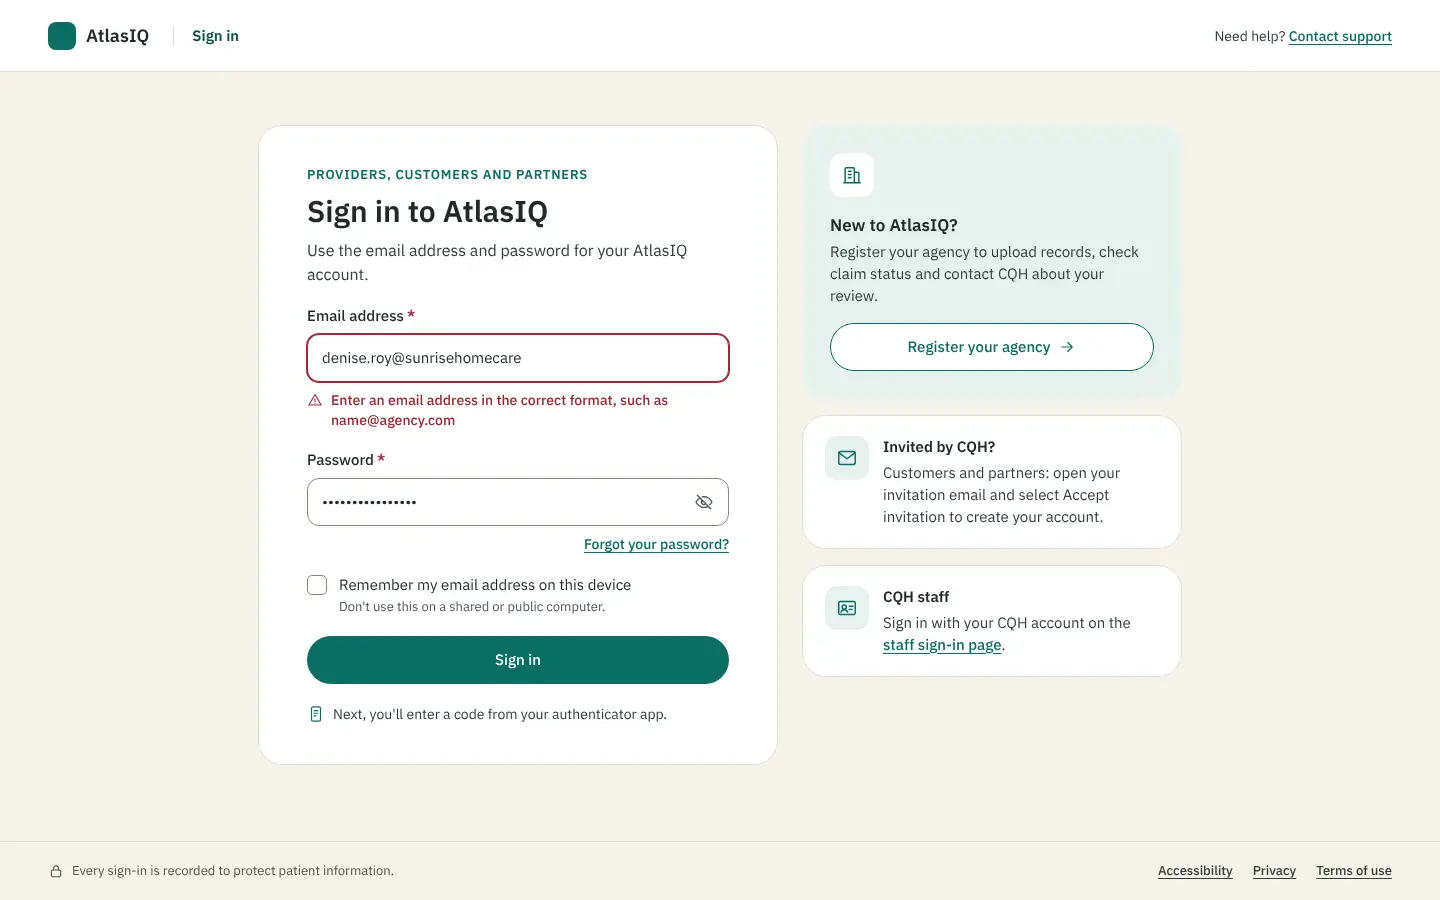 AtlasIQ
Sign in
Need help? Contact support
PROVIDERS, CUSTOMERS AND PARTNERS
Sign in to AtlasIQ
Use the email address and password for your AtlasIQ
account.
Email address *
denise.roy@sunrisehomecare
Enter an email address in the correct format, such as
name@agency.com
Password *
••••••••••••••••
Forgot your password?
Remember my email address on this device
Don't use this on a shared or public computer.
Sign in
Next, you'll enter a code from your authenticator app.
New to AtlasIQ?
Register your agency to upload records, check
claim status and contact CQH about your
review.
Register your agency →
Invited by CQH?
Customers and partners: open your
invitation email and select Accept
invitation to create your account.
CQH staff
Sign in with your CQH account on the
staff sign-in page.
Every sign-in is recorded to protect patient information.
Accessibility
Privacy
Terms of use